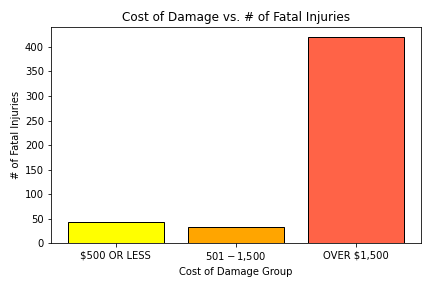 Cost of Damage vs. # of Fatal Injuries
400
350
300
250
200
150
100
50
0
# of Fatal Injuries
$500 OR LESS
501 − 1,500
OVER $1,500
Cost of Damage Group